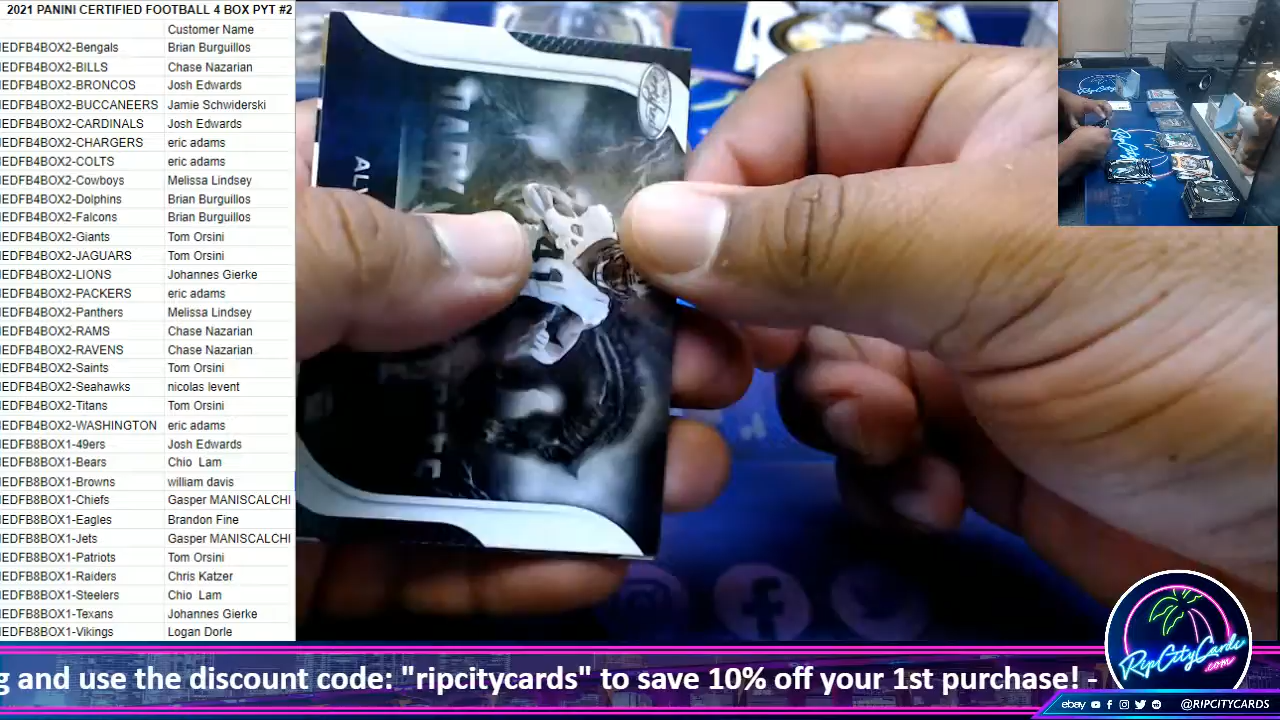 2021 PANINI CERTIFIED FOOTBALL 4 BOX PYT #2
Customer Name
IEDFB4BOX2-Bengals Brian Burguillos
IEDFB4BOX2-BILLS Chase Nazarian
IEDFB4BOX2-BRONCOS Josh Edwards
IEDFB4BOX2-BUCCANEERS Jamie Schwiderski
IEDFB4BOX2-CARDINALS Josh Edwards
IEDFB4BOX2-CHARGERS eric adams
IEDFB4BOX2-COLTS eric adams
IEDFB4BOX2-Cowboys Melissa Lindsey
IEDFB4BOX2-Dolphins Brian Burguillos
IEDFB4BOX2-Falcons Brian Burguillos
IEDFB4BOX2-Giants Tom Orsini
IEDFB4BOX2-JAGUARS Tom Orsini
IEDFB4BOX2-LIONS Johannes Gierke
IEDFB4BOX2-PACKERS eric adams
IEDFB4BOX2-Panthers Melissa Lindsey
IEDFB4BOX2-RAMS Chase Nazarian
IEDFB4BOX2-RAVENS Chase Nazarian
IEDFB4BOX2-Saints Tom Orsini
IEDFB4BOX2-Seahawks nicolas levent
IEDFB4BOX2-Titans Tom Orsini
IEDFB4BOX2-WASHINGTON eric adams
IEDFB8BOX1-49ers Josh Edwards
IEDFB8BOX1-Bears Chio Lam
IEDFB8BOX1-Browns william davis
IEDFB8BOX1-Chiefs Gasper MANISCALCHI
IEDFB8BOX1-Eagles Brandon Fine
IEDFB8BOX1-Jets Gasper MANISCALCHI
IEDFB8BOX1-Patriots Tom Orsini
IEDFB8BOX1-Raiders Chris Katzer
IEDFB8BOX1-Steelers Chio Lam
IEDFB8BOX1-Texans Johannes Gierke
IEDFB8BOX1-Vikings Logan Dorle
g and use the discount code: "ripcitycards" to save 10% off your 1st purchase! -
RipCityCards
.com
ebay @RIPCITYCARDS